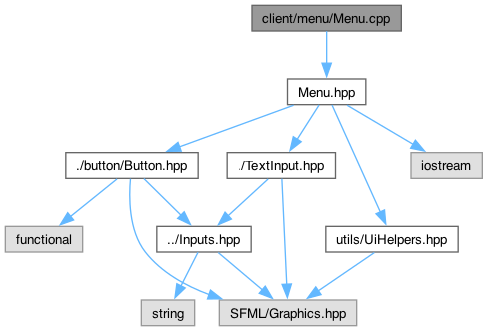 client/menu/Menu.cpp
Menu.hpp
./button/Button.hpp
./TextInput.hpp
iostream
functional
../Inputs.hpp
utils/UiHelpers.hpp
string
SFML/Graphics.hpp